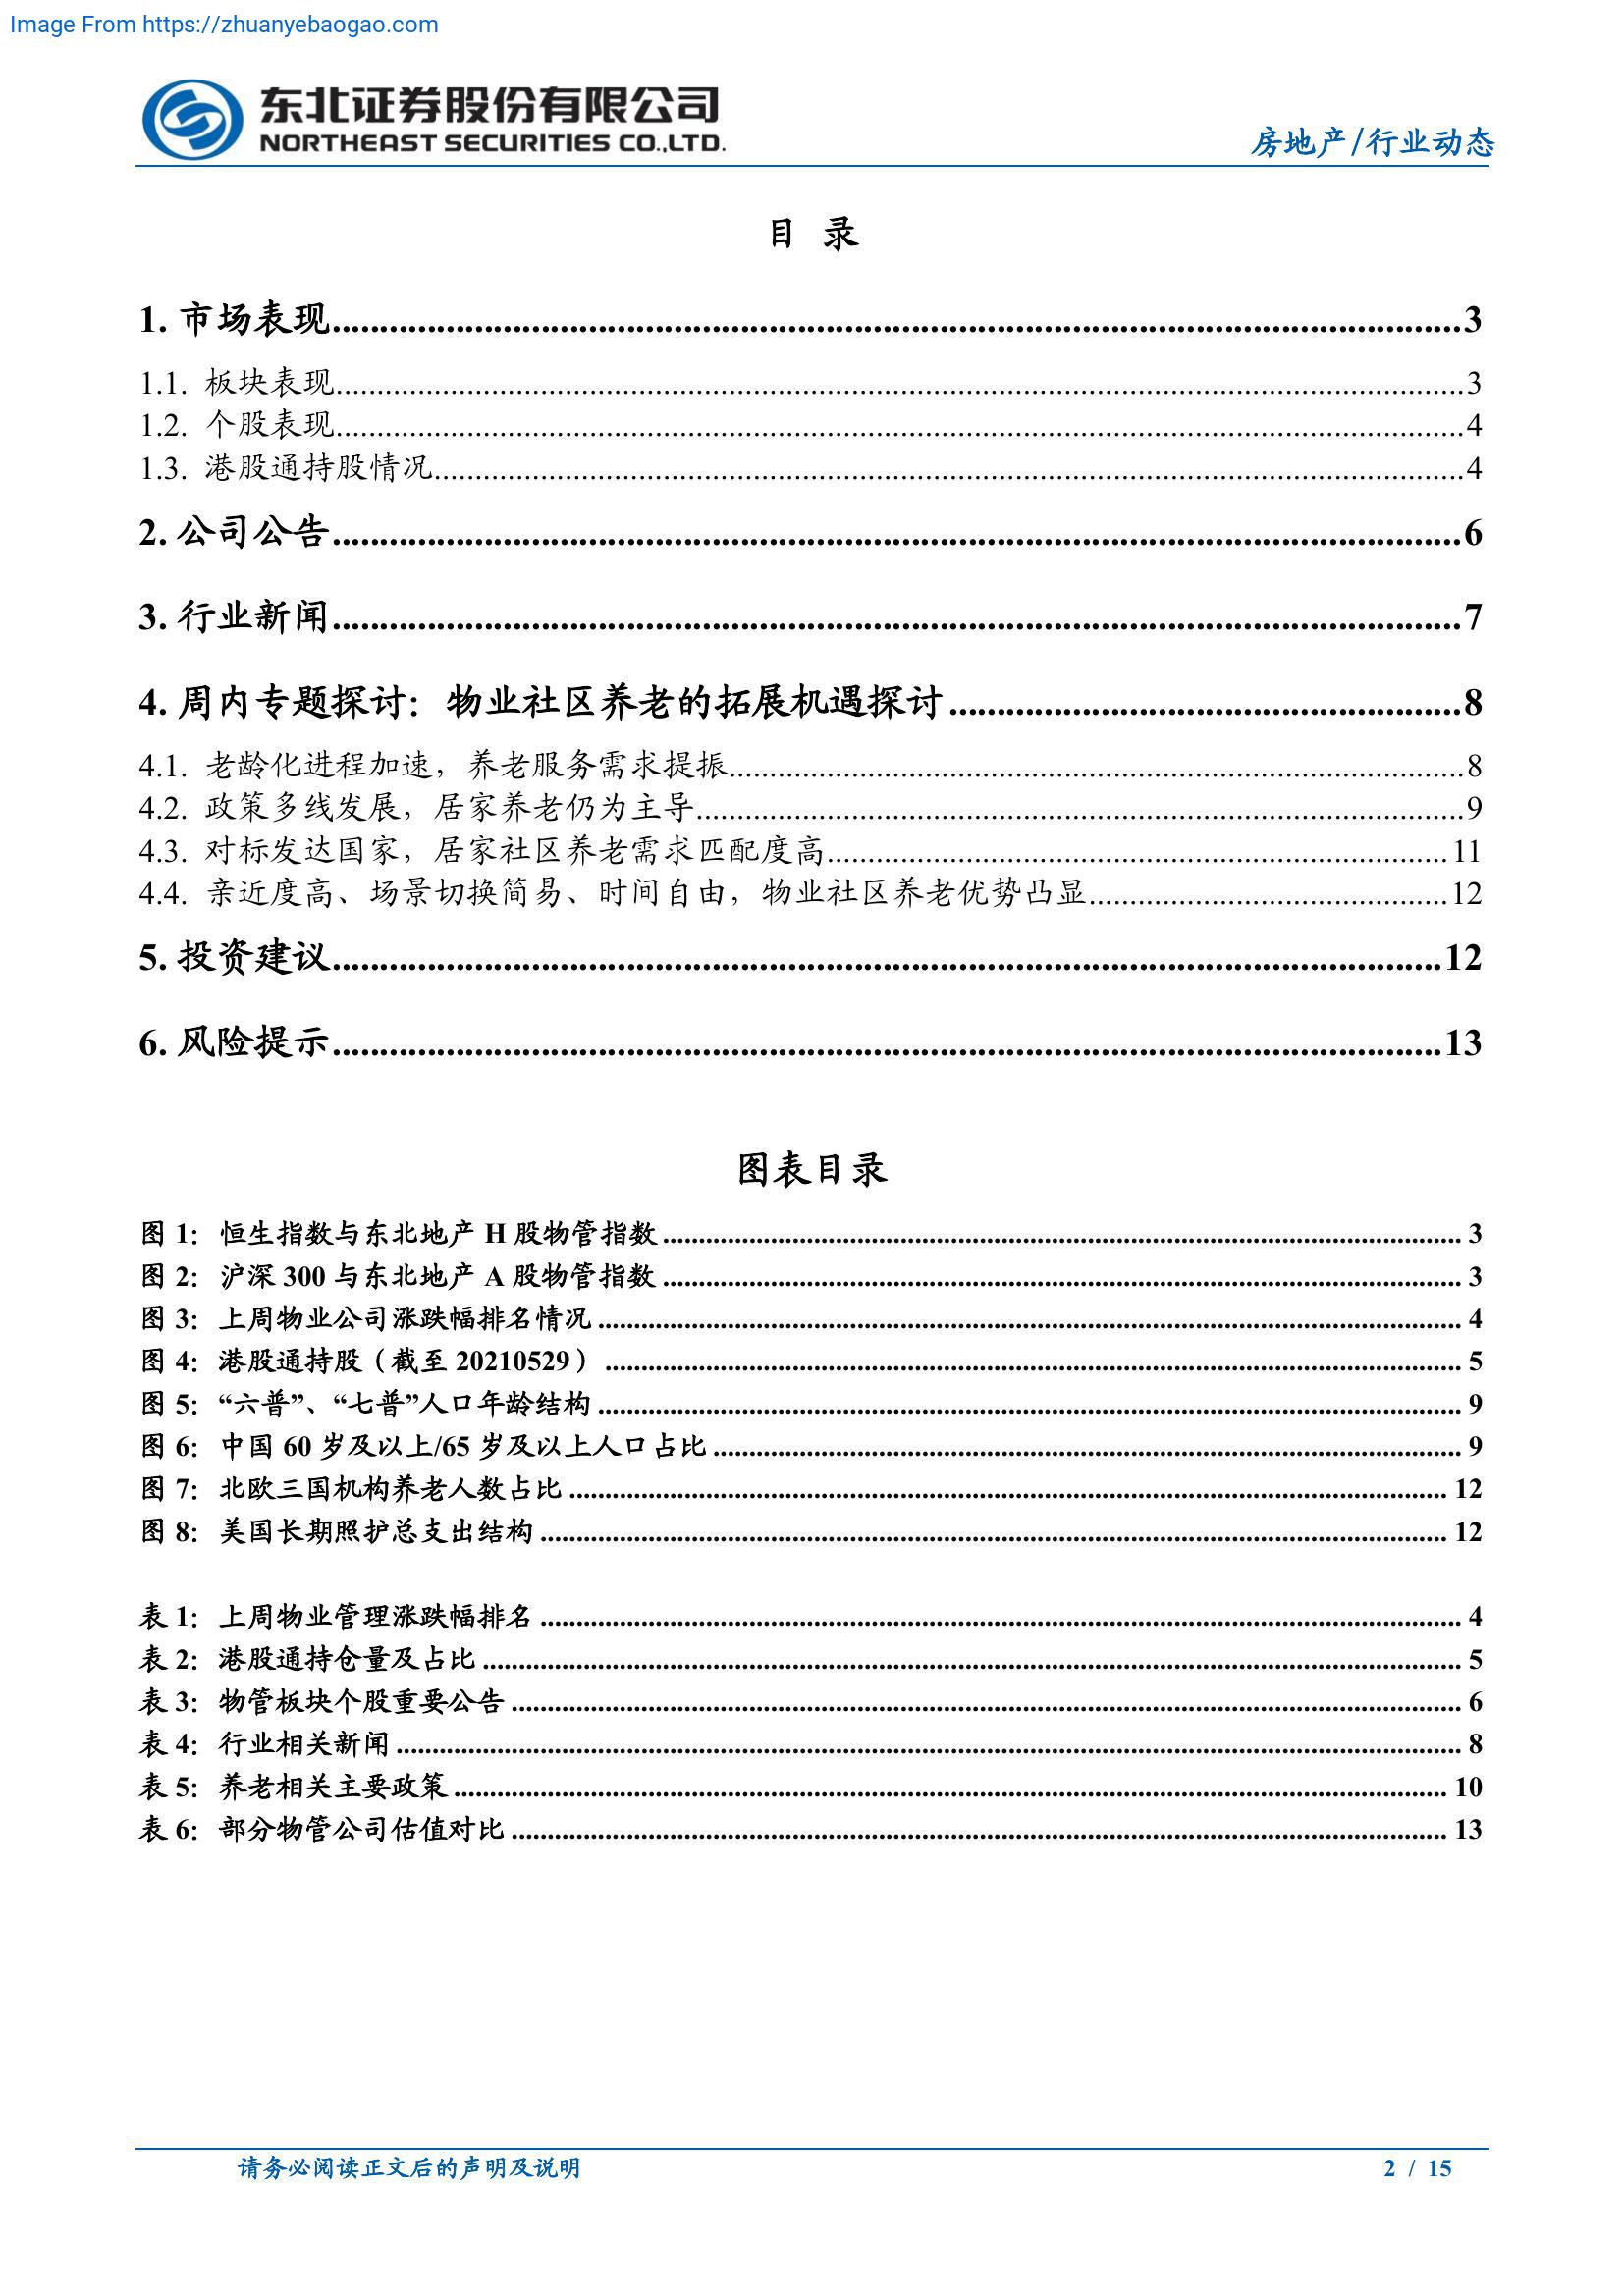 Image From https://zhuanyebaogao.com
东北证券股份有限公司
NORTHEAST SECURITIES CO.,LTD.
房地产/行业动态
目 录
1. 市场表现 3
1.1. 板块表现 3
1.2. 个股表现 4
1.3. 港股通持股情况 4
2. 公司公告 6
3. 行业新闻 7
4. 周内专题探讨：物业社区养老的拓展机遇探讨 8
4.1. 老龄化进程加速，养老服务需求提振 8
4.2. 政策多线发展，居家养老仍为主导 9
4.3. 对标发达国家，居家社区养老需求匹配度高 11
4.4. 亲近度高、场景切换简易、时间自由，物业社区养老优势凸显 12
5. 投资建议 12
6. 风险提示 13
图表目录
图 1：恒生指数与东北地产 H 股物管指数 3
图 2：沪深 300 与东北地产 A 股物管指数 3
图 3：上周物业公司涨跌幅排名情况 4
图 4：港股通持股（截至 20210529） 5
图 5：“六普”、“七普”人口年龄结构 9
图 6：中国 60 岁及以上/65 岁及以上人口占比 9
图 7：北欧三国机构养老人数占比 12
图 8：美国长期照护总支出结构 12
表 1：上周物业管理涨跌幅排名 4
表 2：港股通持仓量及占比 5
表 3：物管板块个股重要公告 6
表 4：行业相关新闻 8
表 5：养老相关主要政策 10
表 6：部分物管公司估值对比 13
请务必阅读正文后的声明及说明
2 / 15